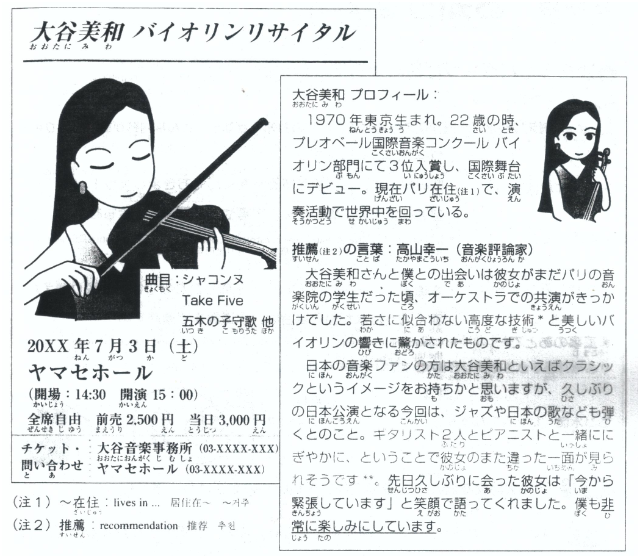 大谷美和 バイオリンリサイタル
おおたに み わ
曲目：シャコンヌ
きょくもく
Take Five
五木の子守歌 他
いつき こもりうた ほか
20XX 年 7 月 3 日（土）
ねん がつ か ど
ヤマセホール
（開場：14:30 開演 15：00）
かいじょう かいえん
全席自由 前売 2,500円 当日 3,000 円
ぜんせき じ ゆう まえうり えん とうじつ えん
チケット・ ：大谷音楽事務所（03-XXXX-XXX）
おおたにおんがく じ む しょ
問い合わせ ヤマセホール（03-XXXX-XXX）
と あ
（注１）〜在住：lives in ... 居住在〜 〜거주
ざいじゅう
（注２）推薦：recommendation 推荐 추천
すいせん
大谷美和 プロフィール：
おおたに み わ
1970 年東京生まれ。22 歳の時、
ねんとうきょう う さい とき
プレオベール国際音楽コンクール バイ
こくさいおんがく
オリン部門にて３位入賞し、国際舞台
ぶ もん い にゅうしょう こくさい ぶ たい
にデビュー。現在パリ在住(注1)で、演
げんざい ざいじゅう えん
奏活動で世界中を回っている。
そうかつどう せ かいじゅう まわ
推薦(注2)の言葉：高山幸一（音楽評論家）
すいせん こと ば たかやまこういち おんがくひょうろん か
大谷美和さんと僕との出会いは彼女がまだパリの音
おおたに み わ ぼく で あ かのじょ おん
楽院の学生だった頃、オーケストラでの共演がきっか
がくいん がくせい ころ きょうえん
けでした。若さに似合わない高度な技術＊と美しいバ
わか に あ こう ど ぎ じゅつ うつく
イオリンの響きに驚かされたものです。
ひび おどろ
日本の音楽ファンの方は大谷美和といえばクラシッ
に ほん おんがく かた おおたに み わ
クというイメージをお持ちかと思いますが、久しぶり
も おも ひさ
の日本公演となる今回は、ジャズや日本の歌なども弾
に ほんこうえん こんかい に ほん うた ひ
くとのこと。ギタリスト２人とピアニストと一緒にに
ふたり いっしょ
ぎやかに、ということで彼女のまた違った一面が見ら
かのじょ ちが いちめん み
れそうです＊＊。先日久しぶりに会った彼女は「今から
せんじつひさ あ かのじょ いま
緊張しています」と笑顔で語ってくれました。僕も非
きんちょう え がお かた ぼく ひ
常に楽しみにしています。
じょう たの